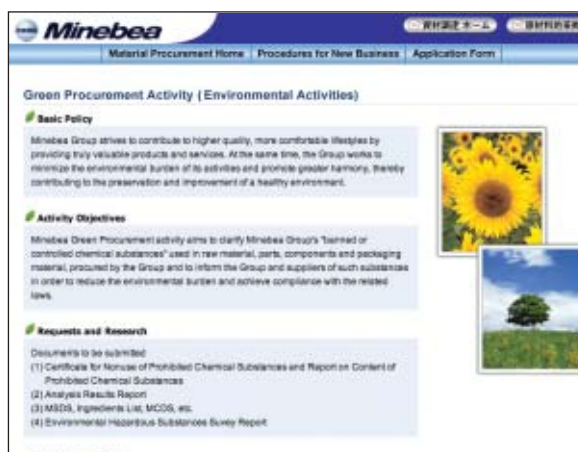 Minebea
資材調達 ホーム
Material Procurement Home Procedures for New Business Application Form
Green Procurement Activity (Environmental Activities)
Basic Policy
Minebea Group strives to contribute to higher quality, more comfortable lifestyles by
providing truly valuable products and services. At the same time, the Group works to
minimize the environmental burden of its activities and promote greater harmony, thereby
contributing to the preservation and improvement of a healthy environment.
Activity Objectives
Minebea Green Procurement activity aims to clarify Minebea Group's "banned or
controlled chemical substances" used in raw material, parts, components and packaging
material, procured by the Group and to inform the Group and suppliers of such substances
in order to reduce the environmental burden and achieve compliance with the related
laws.
Requests and Research
Documents to be submitted
(1) Certificate for Nonuse of Prohibited Chemical Substances and Report on Content of
Prohibited Chemical Substances
(2) Analysis Results Report
(3) MSDS, Ingredients List, MCDS, etc.
(4) Environmental Hazardous Substances Suvey Report